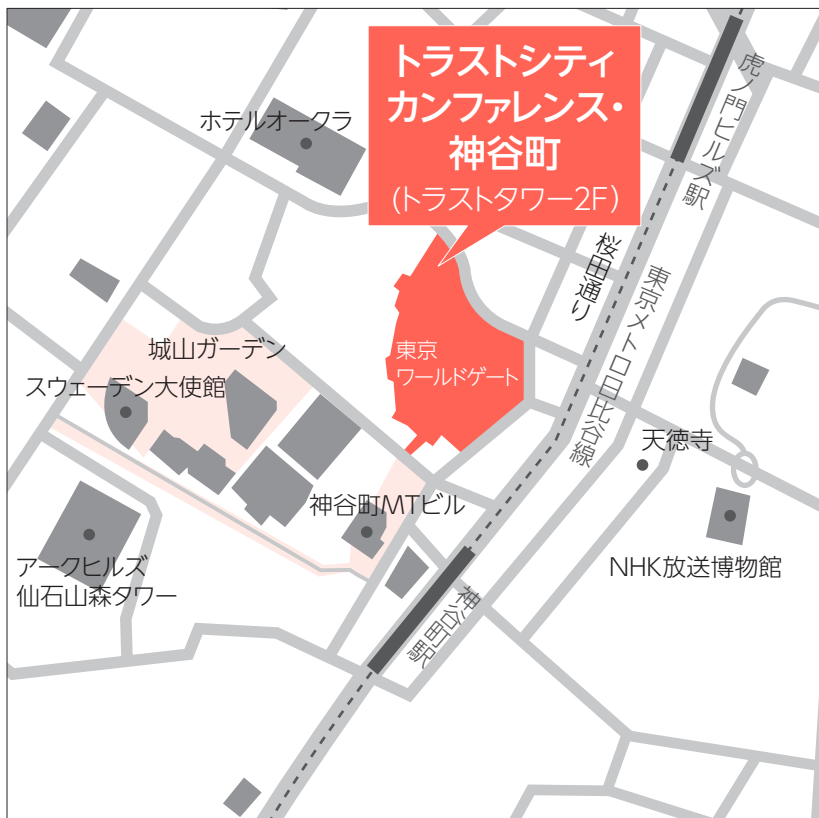 トラストシティ
カンファレンス・
神谷町
(トラストタワー2F)
ホテルオークラ
虎ノ門ヒルズ駅
桜田通り
東京メトロ日比谷線
城山ガーデン
東京
ワールドゲート
スウェーデン大使館
天徳寺
神谷町MTビル
アークヒルズ
仙石山森タワー
NHK放送博物館
神谷町駅